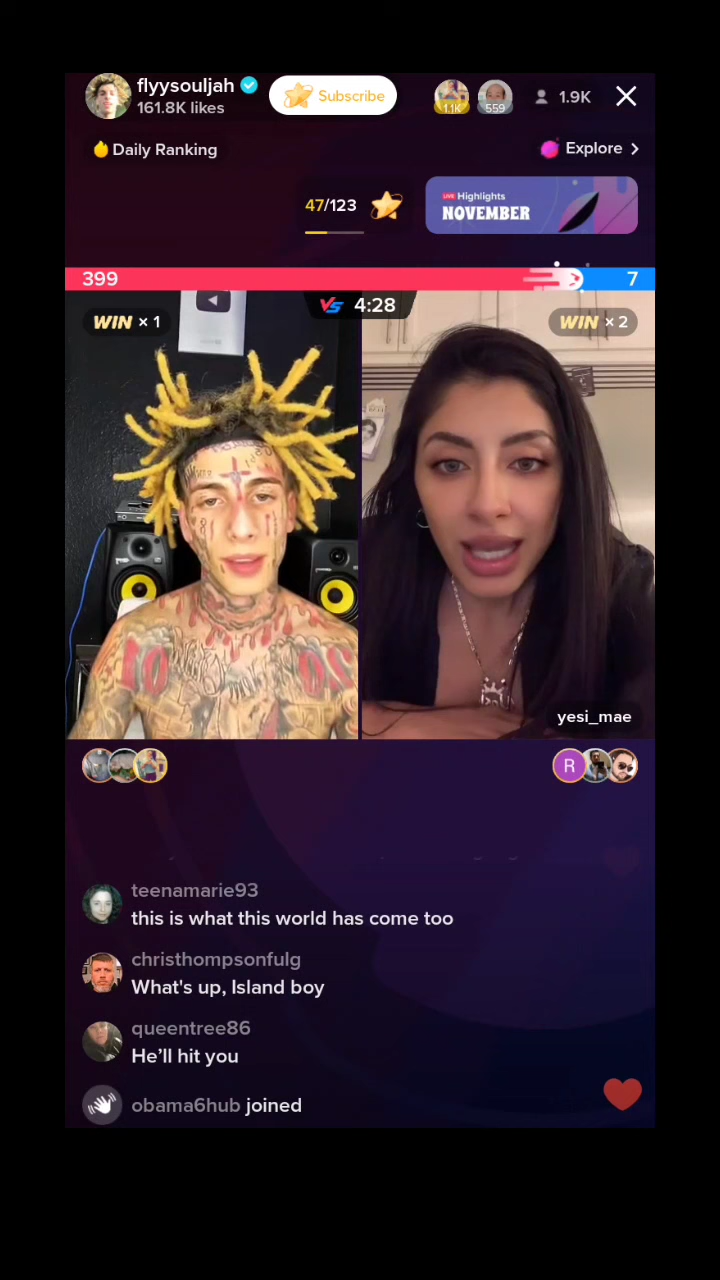 flyysouljah
161.8K likes
Subscribe
1.1K
559
1.9K
Daily Ranking
Explore
47/123
LIVE Highlights
NOVEMBER
399
7
VS 4:28
WIN × 1
WIN × 2
yesi_mae
R
teenamarie93
this is what this world has come too
christhompsonfulg
What's up, Island boy
queentree86
He’ll hit you
obama6hub joined